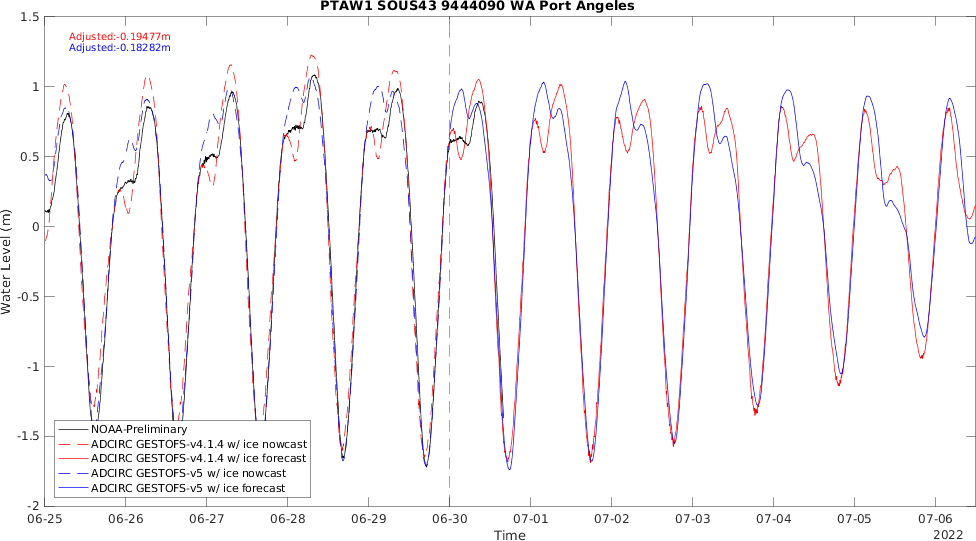 PTAW1 SOUS43 9444090 WA Port Angeles
1.5
Adjusted:-0.19477m
Adjusted:-0.18282m
1
0.5
0
-0.5
-1
-1.5
-2
Water Level (m)
NOAA-Preliminary
ADCIRC GESTOFS-v4.1.4 w/ ice nowcast
ADCIRC GESTOFS-v4.1.4 w/ ice forecast
ADCIRC GESTOFS-v5 w/ ice nowcast
ADCIRC GESTOFS-v5 w/ ice forecast
06-25 06-26 06-27 06-28 06-29 06-30 07-01 07-02 07-03 07-04 07-05 07-06
Time
2022